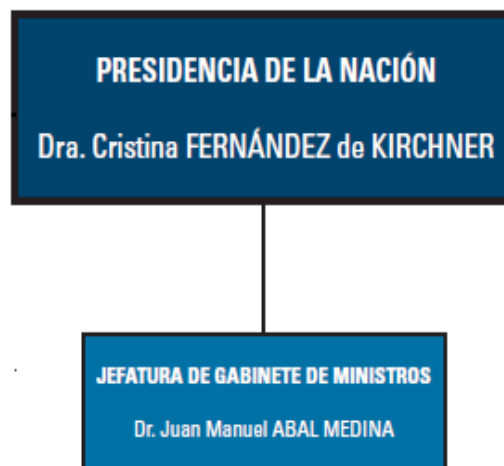 PRESIDENCIA DE LA NACIÓN
Dra. Cristina FERNÁNDEZ de KIRCHNER
JEFATURA DE GABINETE DE MINISTROS
Dr. Juan Manuel ABAL MEDINA